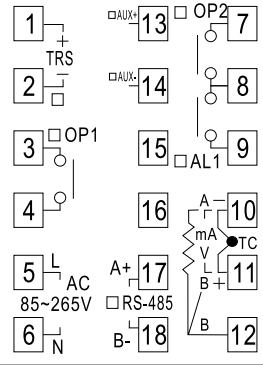 1
+
TRS
−
2
□
3
□ OP1
4
5
L
AC
85~265V
6
N
□AUX+
13
□AUX-
14
15
16
A+
17
□ RS-485
B-
18
□ OP2
7
8
9
□ AL1
A −
10
mA
V
TC
11
B +
B
12